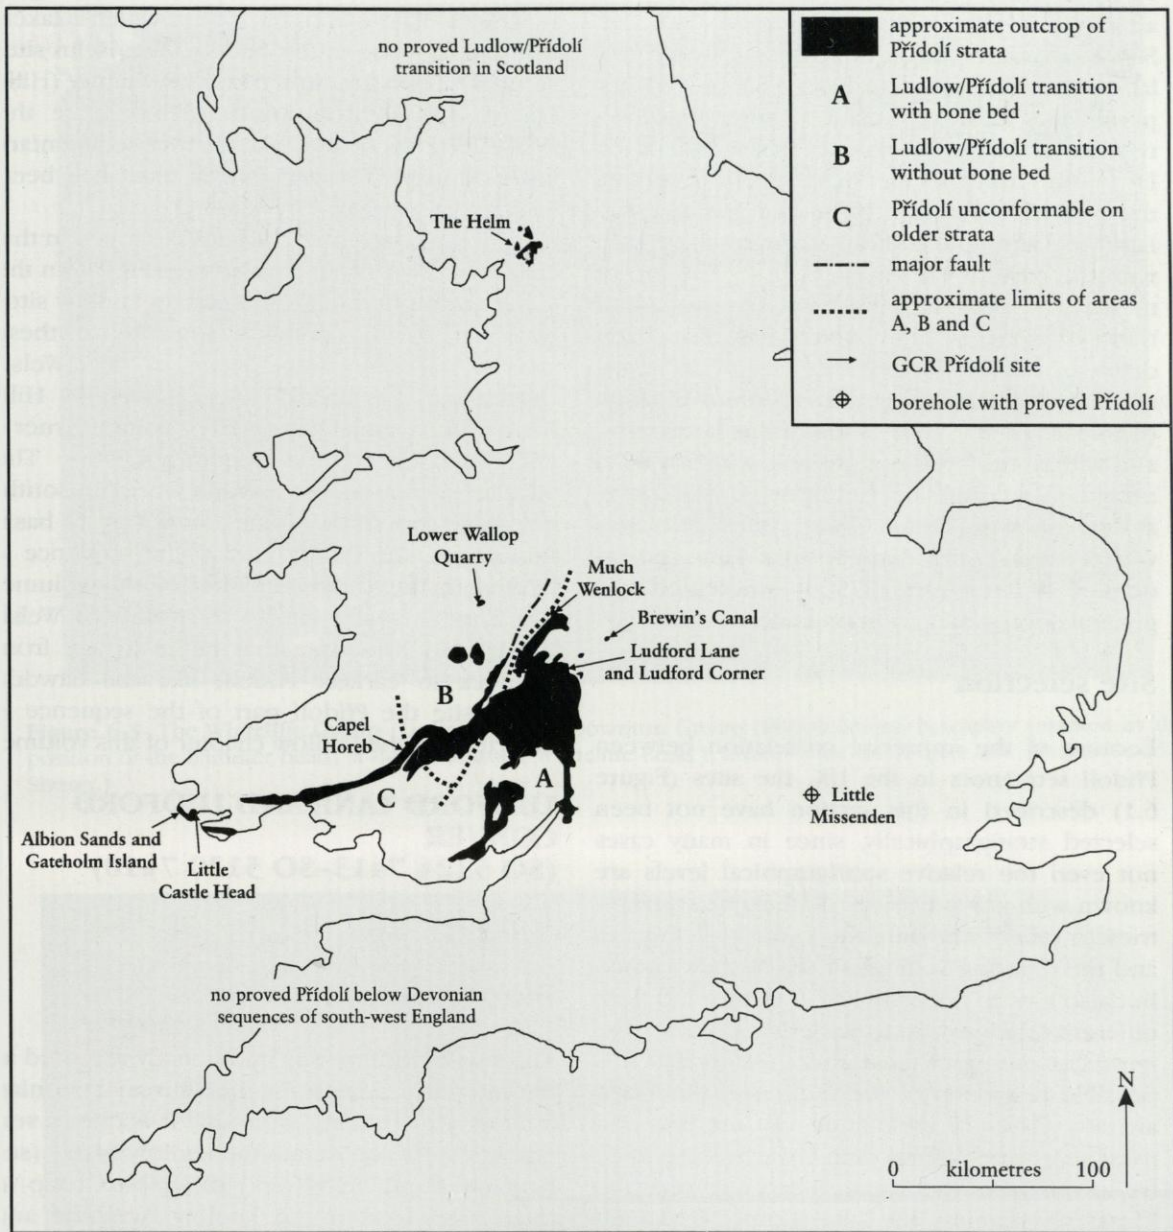 no proved Ludlow/Přídolí
transition in Scotland
approximate outcrop of
Přídolí strata
A
Ludlow/Přídolí transition
with bone bed
B
Ludlow/Přídolí transition
without bone bed
C
Přídolí unconformable on
older strata
major fault
approximate limits of areas
A, B and C
GCR Přídolí site
borehole with proved Přídolí
The Helm
Lower Wallop
Quarry
Much
Wenlock
Brewin's Canal
Ludford Lane
and Ludford Corner
B
Capel
Horeb
A
C
Little
Missenden
Albion Sands and
Gateholm Island
Little
Castle Head
no proved Přídolí below Devonian
sequences of south-west England
N
0 kilometres 100